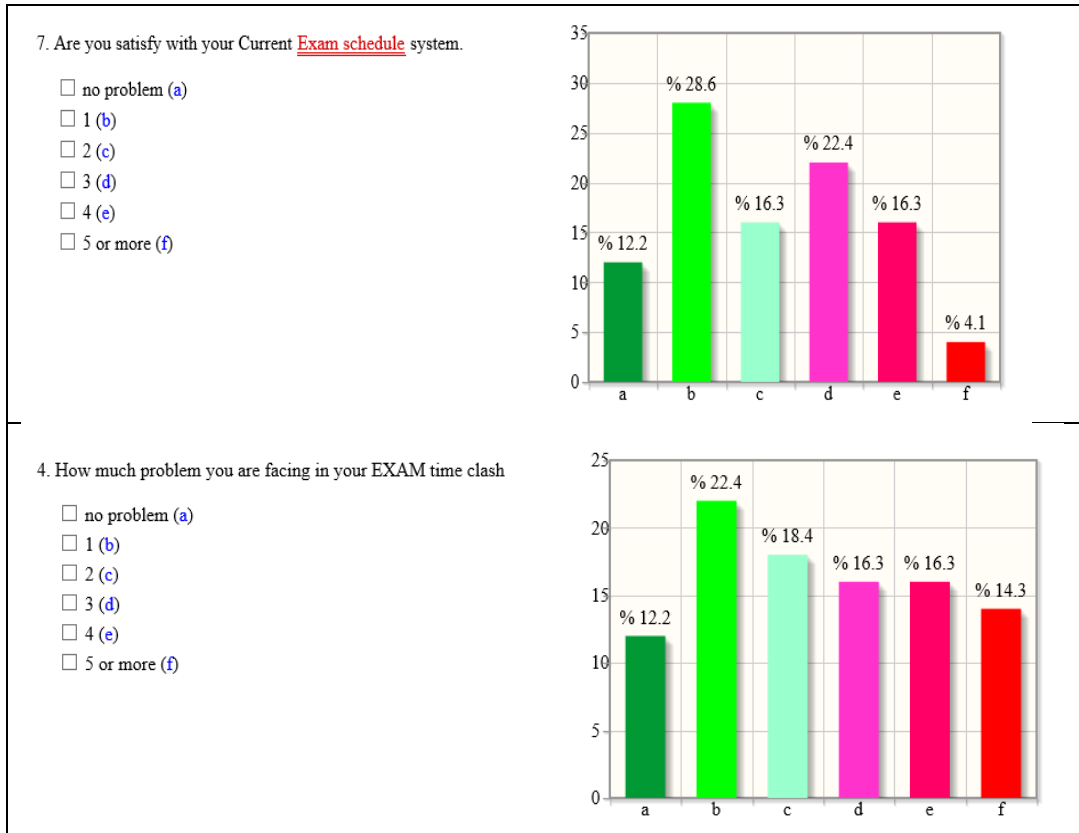 7. Are you satisfy with your Current Exam schedule system.
no problem (a)
1 (b)
2 (c)
3 (d)
4 (e)
5 or more (f)
35
30
25
20
15
10
5
0
% 12.2
% 28.6
% 16.3
% 22.4
% 16.3
% 4.1
a b c d e f
4. How much problem you are facing in your EXAM time clash
no problem (a)
1 (b)
2 (c)
3 (d)
4 (e)
5 or more (f)
25
20
15
10
5
0
% 12.2
% 22.4
% 18.4
% 16.3
% 16.3
% 14.3
a b c d e f